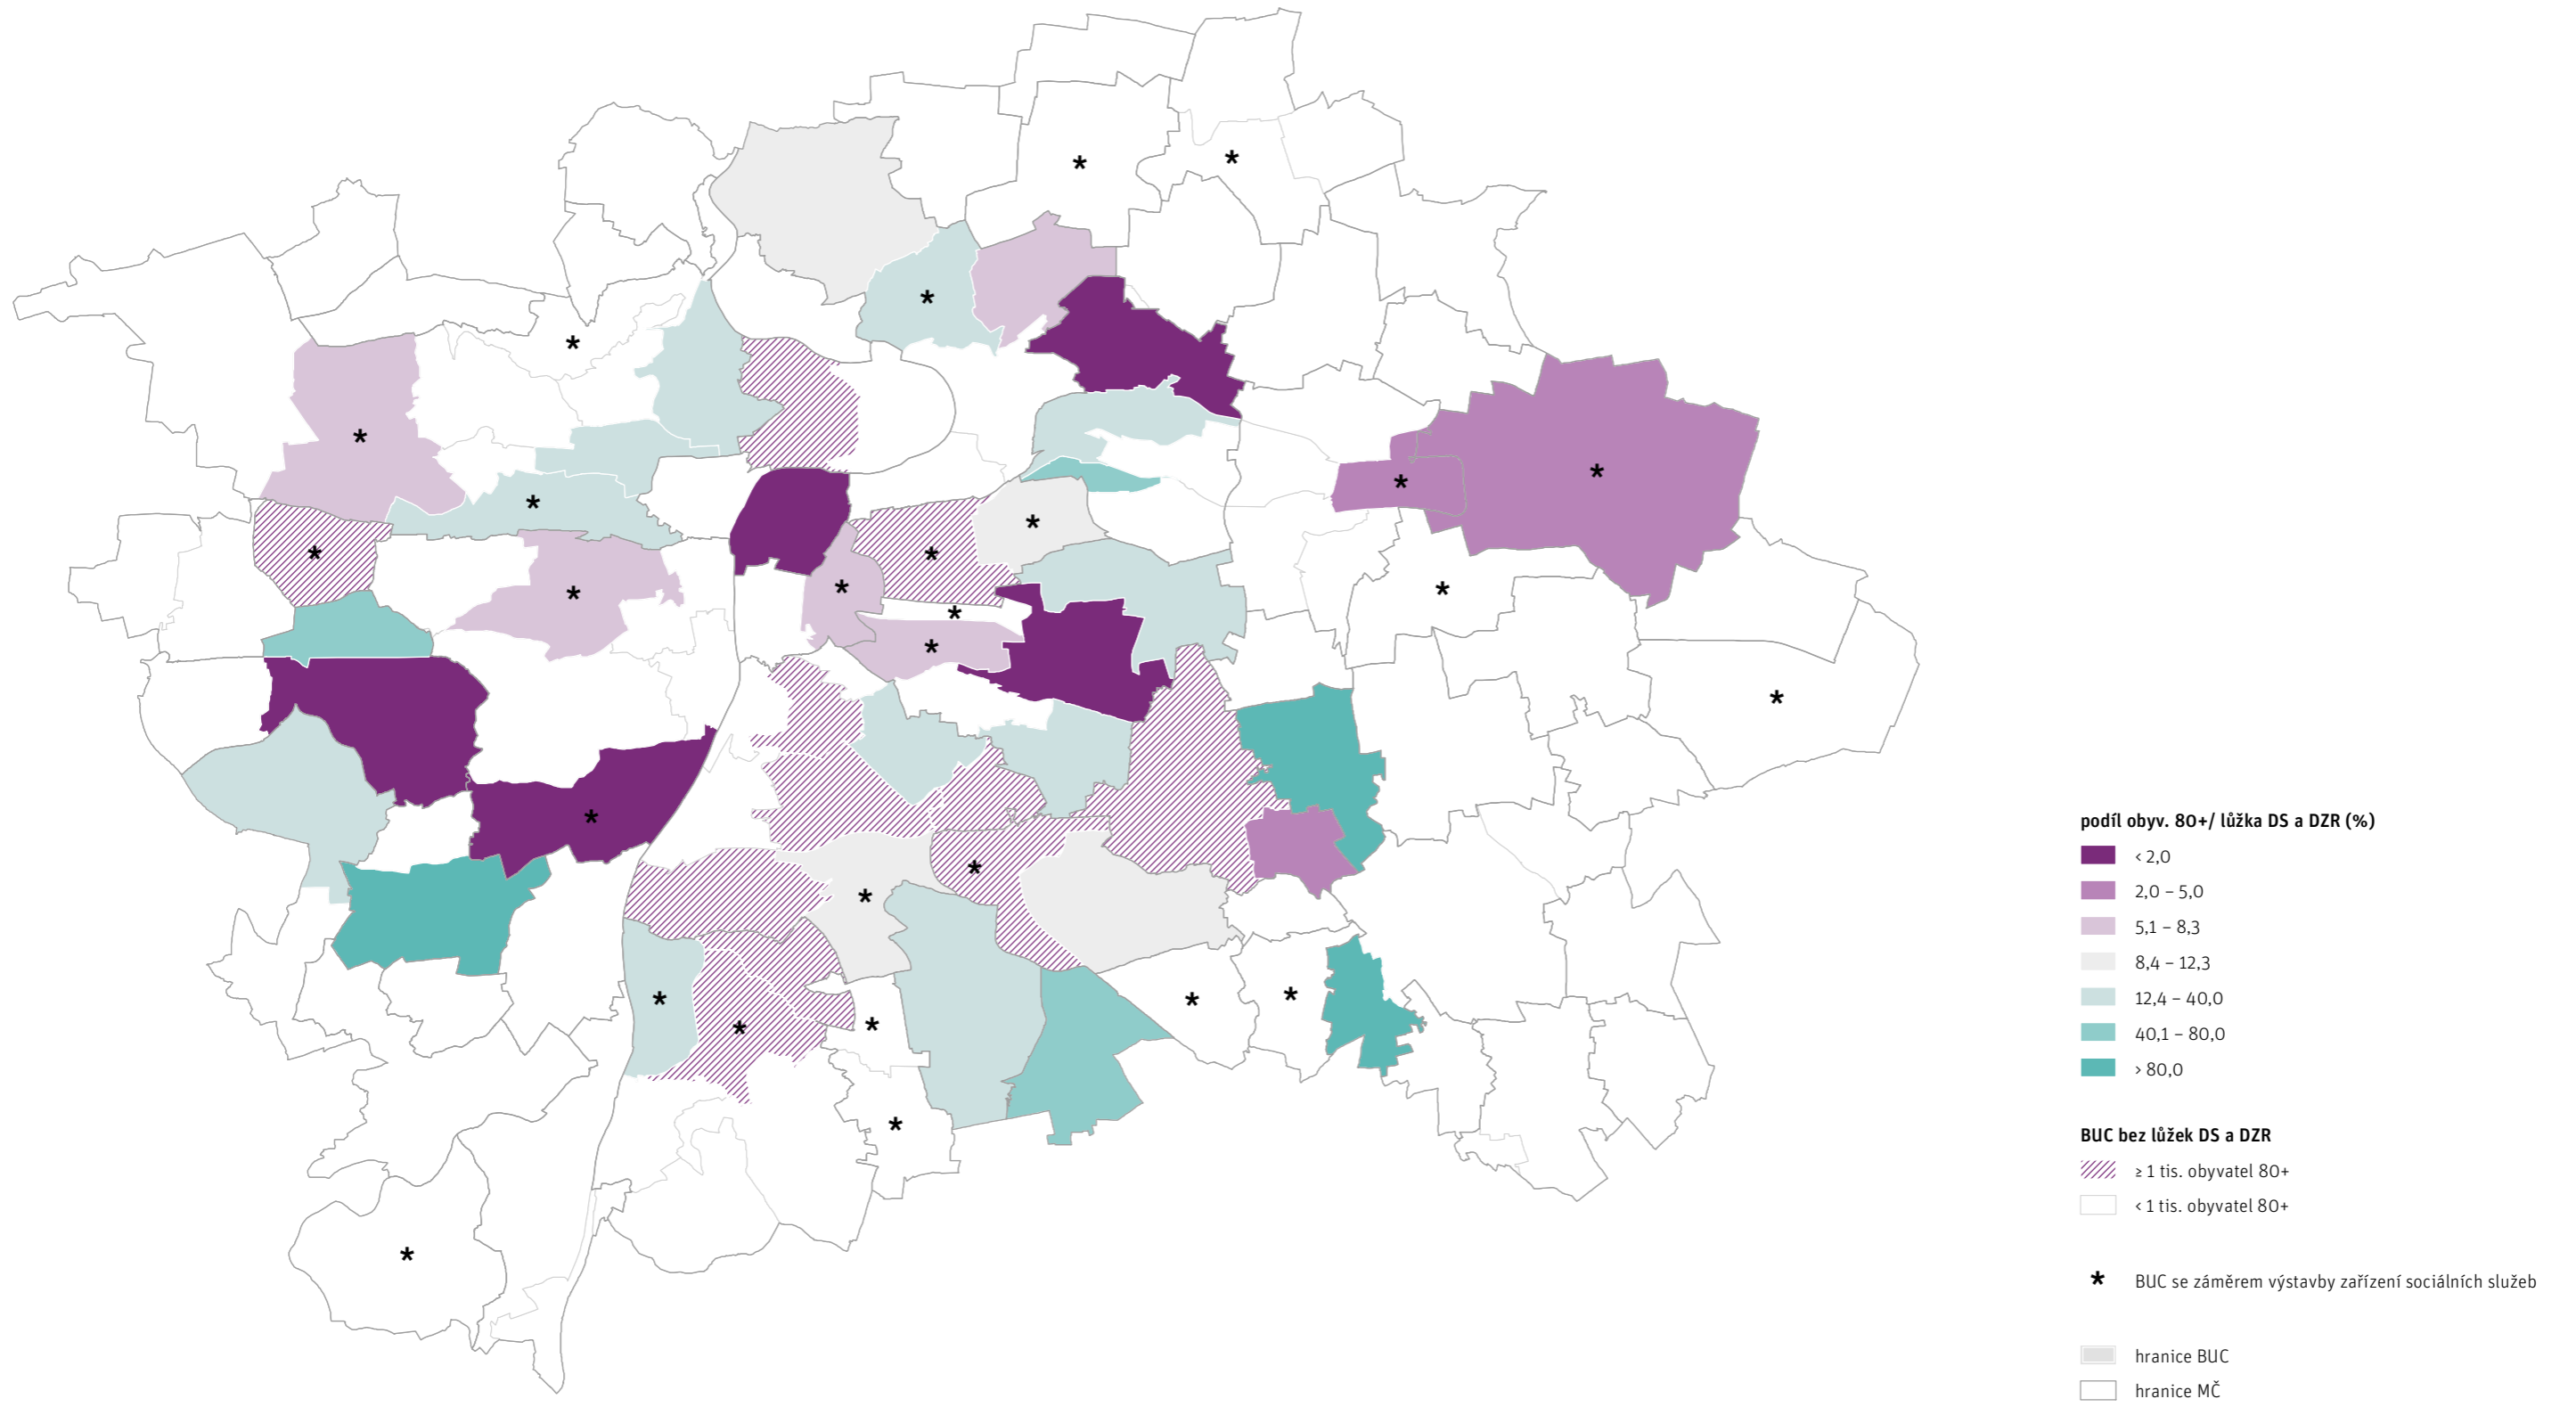 podíl obyv. 80+/ lůžka DS a DZR (%)
< 2,0
2,0 – 5,0
5,1 – 8,3
8,4 – 12,3
12,4 – 40,0
40,1 – 80,0
> 80,0
BUC bez lůžek DS a DZR
≥ 1 tis. obyvatel 80+
< 1 tis. obyvatel 80+
* BUC se záměrem výstavby zařízení sociálních služeb
hranice BUC
hranice MČ